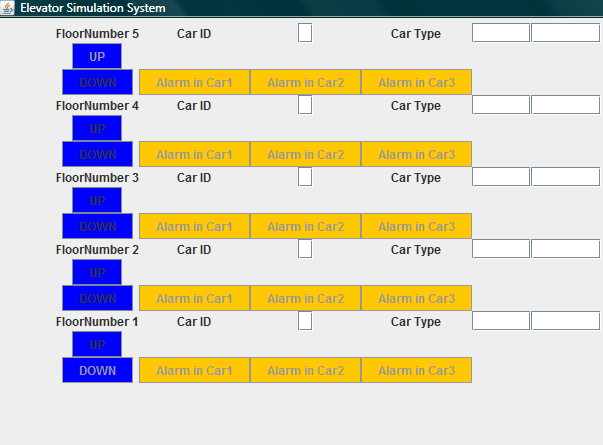 Elevator Simulation System
FloorNumber 5 Car ID Car Type
UP
DOWN Alarm in Car1 Alarm in Car2 Alarm in Car3
FloorNumber 4 Car ID Car Type
UP
DOWN Alarm in Car1 Alarm in Car2 Alarm in Car3
FloorNumber 3 Car ID Car Type
UP
DOWN Alarm in Car1 Alarm in Car2 Alarm in Car3
FloorNumber 2 Car ID Car Type
UP
DOWN Alarm in Car1 Alarm in Car2 Alarm in Car3
FloorNumber 1 Car ID Car Type
UP
DOWN Alarm in Car1 Alarm in Car2 Alarm in Car3